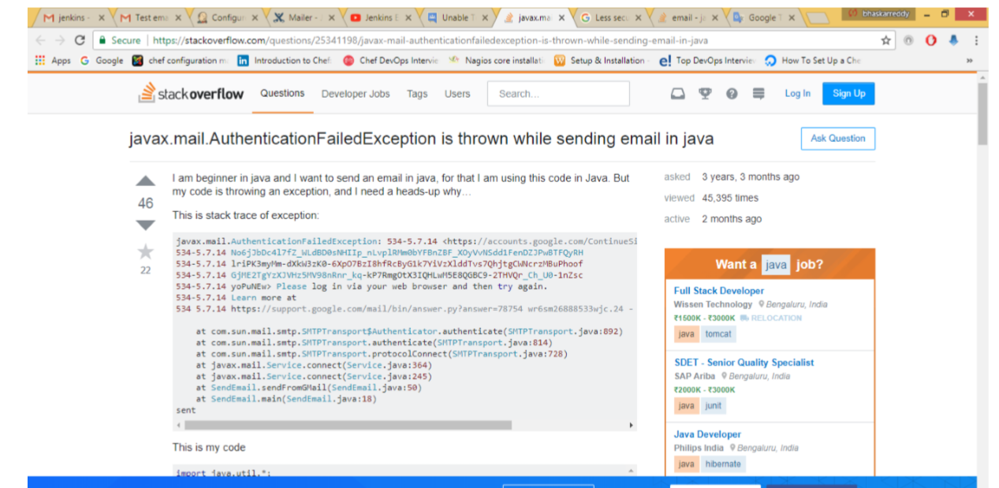 jenkins -
Test ema
Configur
Mailer -
Jenkins E
Unable T
javax.ma
Less secu
email - ja
Google T
bhaskarreddy
Secure | https://stackoverflow.com/questions/25341198/javax-mail-authenticationfailedexception-is-thrown-while-sending-email-in-java
Apps
Google
chef configuration m
Introduction to Chef
Chef DevOps Intervie
Nagios core installati
Setup & Installation
Top DevOps Intervie
How To Set Up a Che
»
stackoverflow
Questions
Developer Jobs
Tags
Users
Search...
Log In
Sign Up
javax.mail.AuthenticationFailedException is thrown while sending email in java
Ask Question
46
22
I am beginner in java and I want to send an email in java, for that I am using this code in Java. But
my code is throwing an exception, and I need a heads-up why…
This is stack trace of exception:
javax.mail.AuthenticationFailedException: 534-5.7.14 <https://accounts.google.com/ContinueSi
534-5.7.14
534-5.7.14
534-5.7.14
534-5.7.14 yoPuNEw> Please log in via your web browser and then try again.
534-5.7.14 Learn more at
534 5.7.14 https://support.google.com/mail/bin/answer.py?answer=78754 wr6sm26888533wjc.24 -
at com.sun.mail.smtp.SMTPTransport$Authenticator.authenticate(SMTPTransport.java:892)
at com.sun.mail.smtp.SMTPTransport.authenticate(SMTPTransport.java:814)
at com.sun.mail.smtp.SMTPTransport.protocolConnect(SMTPTransport.java:728)
at javax.mail.Service.connect(Service.java:364)
at javax.mail.Service.connect(Service.java:245)
at SendEmail.sendFromGMail(SendEmail.java:50)
at SendEmail.main(SendEmail.java:18)
sent
This is my code
import java.util.*;
asked 3 years, 3 months ago
viewed 45,395 times
active 2 months ago
Want a java job?
Full Stack Developer
Wissen Technology Bengaluru, India
₹1500K - ₹3000K RELOCATION
java tomcat
SDET - Senior Quality Specialist
SAP Ariba Bengaluru, India
₹2000K - ₹3000K
java junit
Java Developer
Philips India Bengaluru, India
java hibernate